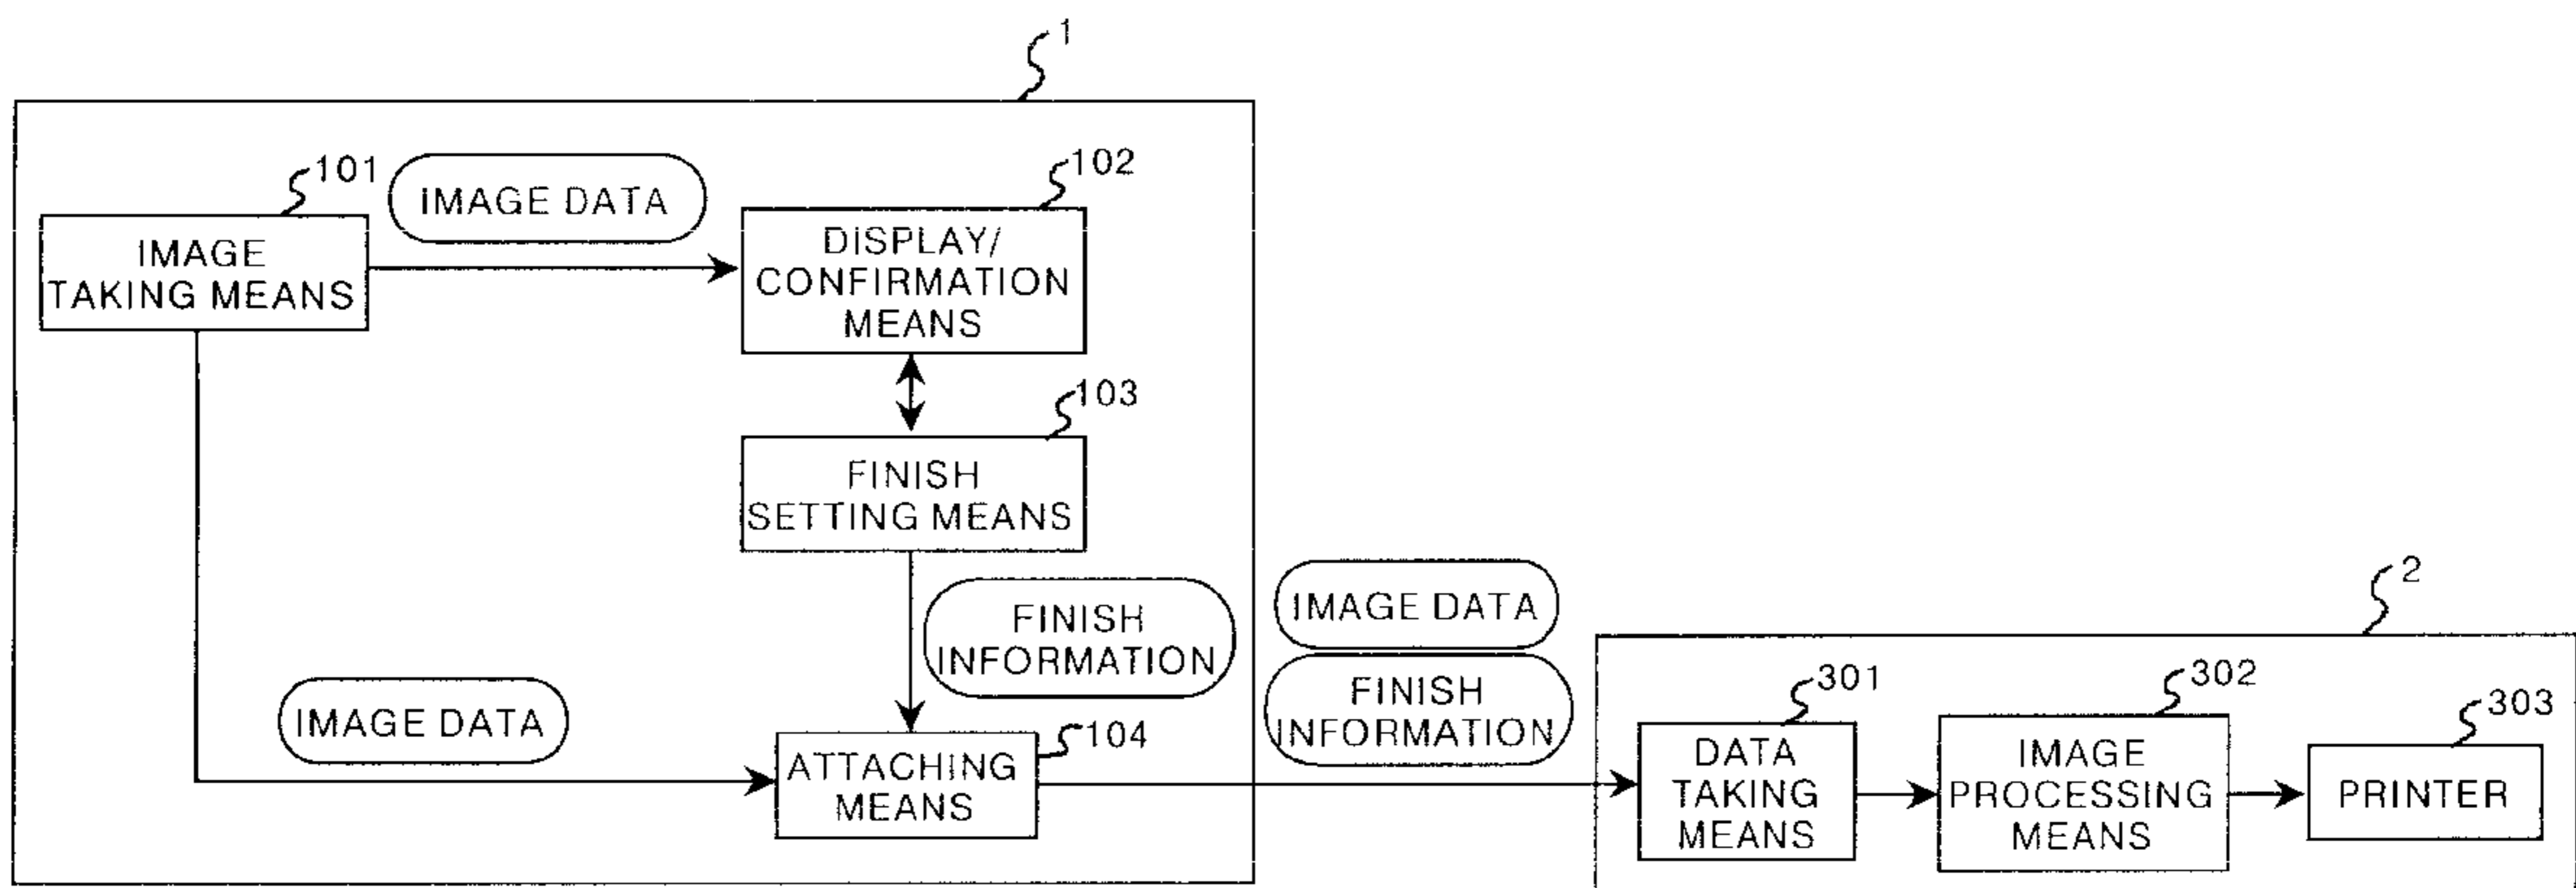 1
101
IMAGE DATA
102
IMAGE
TAKING MEANS
DISPLAY/
CONFIRMATION
MEANS
103
FINISH
SETTING MEANS
FINISH
INFORMATION
IMAGE DATA
104
ATTACHING
MEANS
IMAGE DATA
FINISH
INFORMATION
2
301
302
303
DATA
TAKING
MEANS
IMAGE
PROCESSING
MEANS
PRINTER